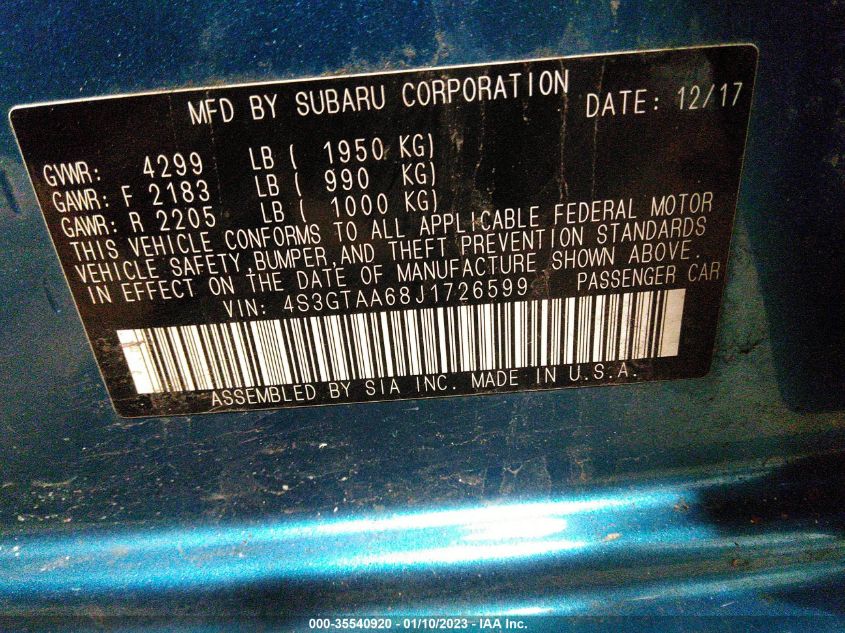 MFD BY SUBARU CORPORATION DATE: 12/17
GVWR: 4299 LB ( 1950 KG)
GAWR: F 2183 LB ( 990 KG)
GAWR: R 2205 LB ( 1000 KG)
THIS VEHICLE CONFORMS TO ALL APPLICABLE FEDERAL MOTOR
VEHICLE SAFETY, BUMPER, AND THEFT PREVENTION STANDARDS
IN EFFECT ON THE DATE OF MANUFACTURE SHOWN ABOVE.
VIN: 4S3GTAA68J1726599 PASSENGER CAR
ASSEMBLED BY SIA INC. MADE IN U.S.A.
000-35540920 - 01/10/2023 - IAA Inc.